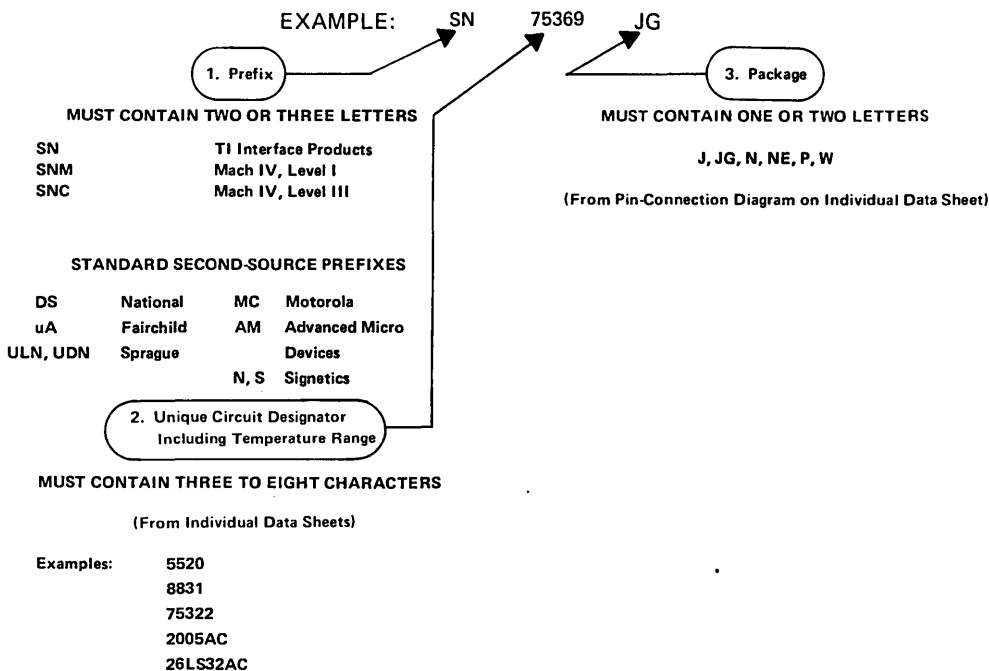 EXAMPLE: SN 75369 JG
1. Prefix
3. Package
MUST CONTAIN TWO OR THREE LETTERS
SN TI Interface Products
SNM Mach IV, Level I
SNC Mach IV, Level III
MUST CONTAIN ONE OR TWO LETTERS
J, JG, N, NE, P, W
(From Pin-Connection Diagram on Individual Data Sheet)
STANDARD SECOND-SOURCE PREFIXES
DS National MC Motorola
uA Fairchild AM Advanced Micro
ULN, UDN Sprague Devices
N, S Signetics
2. Unique Circuit Designator
Including Temperature Range
MUST CONTAIN THREE TO EIGHT CHARACTERS
(From Individual Data Sheets)
Examples: 5520
8831
75322
2005AC
26LS32AC